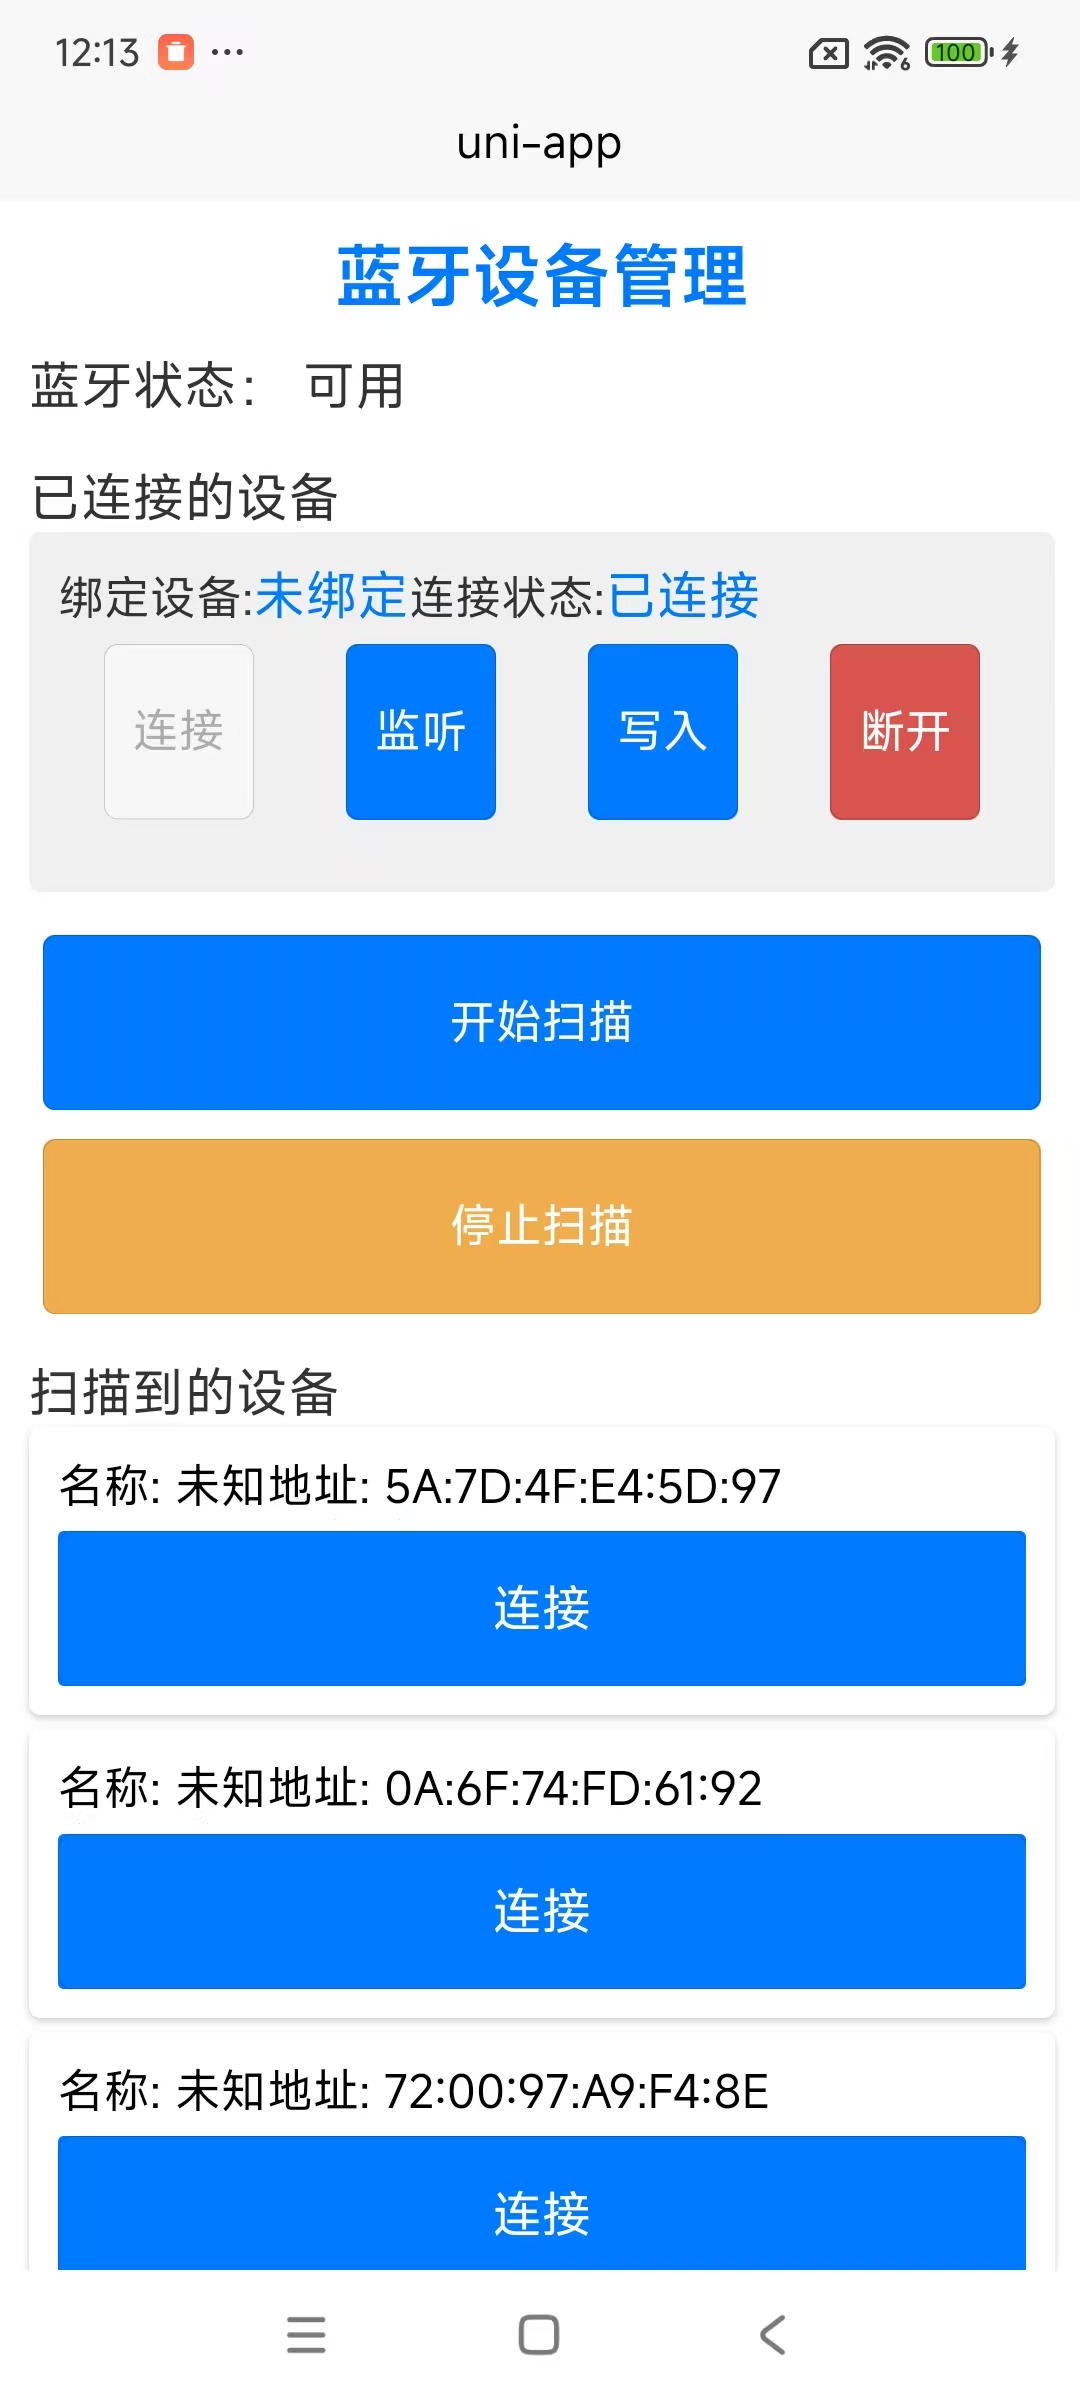 12:13
6 100
uni-app
蓝牙设备管理
蓝牙状态： 可用
已连接的设备
绑定设备:未绑定连接状态:已连接
连接 监听 写入 断开
开始扫描
停止扫描
扫描到的设备
名称: 未知地址: 5A:7D:4F:E4:5D:97
连接
名称: 未知地址: 0A:6F:74:FD:61:92
连接
名称: 未知地址: 72:00:97:A9:F4:8E
连接